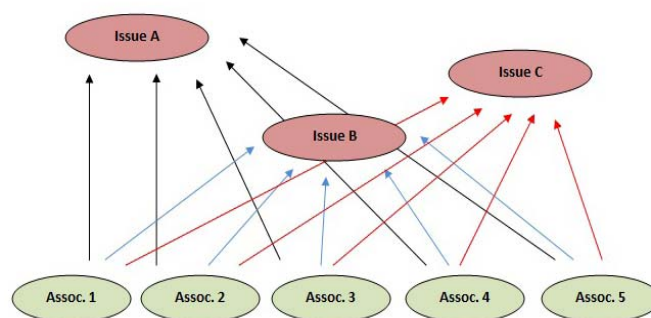 Issue A
Issue C
Issue B
Assoc. 1
Assoc. 2
Assoc. 3
Assoc. 4
Assoc. 5